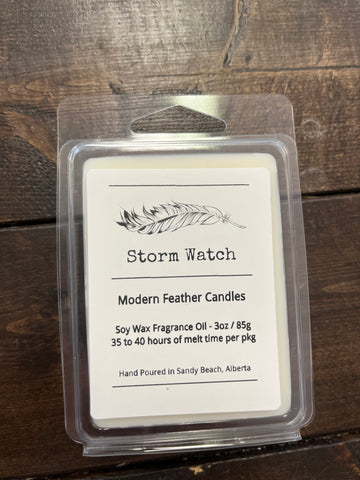 Storm Watch
Modern Feather Candles
Soy Wax Fragrance Oil - 3oz / 85g
35 to 40 hours of melt time per pkg
Hand Poured in Sandy Beach, Alberta